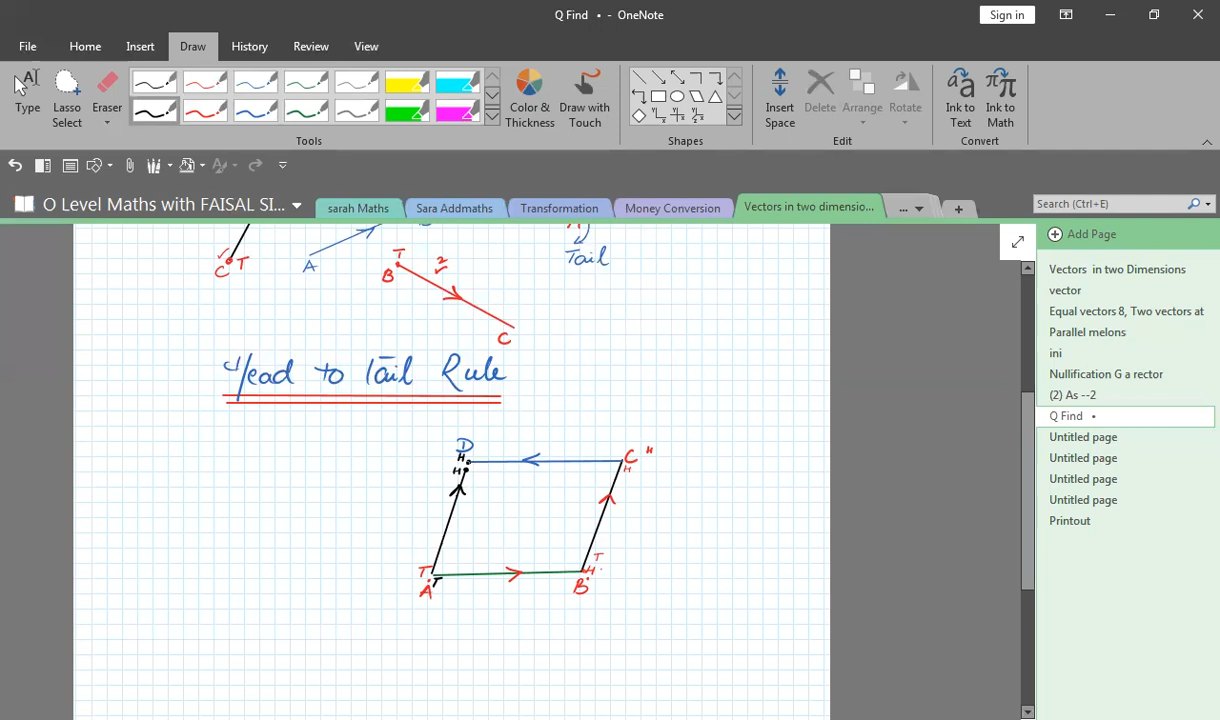 Q Find • - OneNote
Sign in
File Home Insert Draw History Review View
Type
Lasso Select
Eraser
Color & Thickness
Draw with Touch
Insert Space
Delete
Arrange
Rotate
Ink to Text
Ink to Math
Tools
Shapes
Edit
Convert
O Level Maths with FAISAL SI...
sarah Maths
Sara Addmaths
Transformation
Money Conversion
Vectors in two dimensio...
...
Search (Ctrl+E)
Add Page
Vectors in two Dimensions
vector
Equal vectors 8, Two vectors at
Parallel melons
ini
Nullification G a rector
(2) As --2
Q Find •
Untitled page
Untitled page
Untitled page
Untitled page
Printout
C T
A
T
B
2
Tail
C
Head to Tail Rule
D
H
H
C H
H
T
A
T
T
H
B